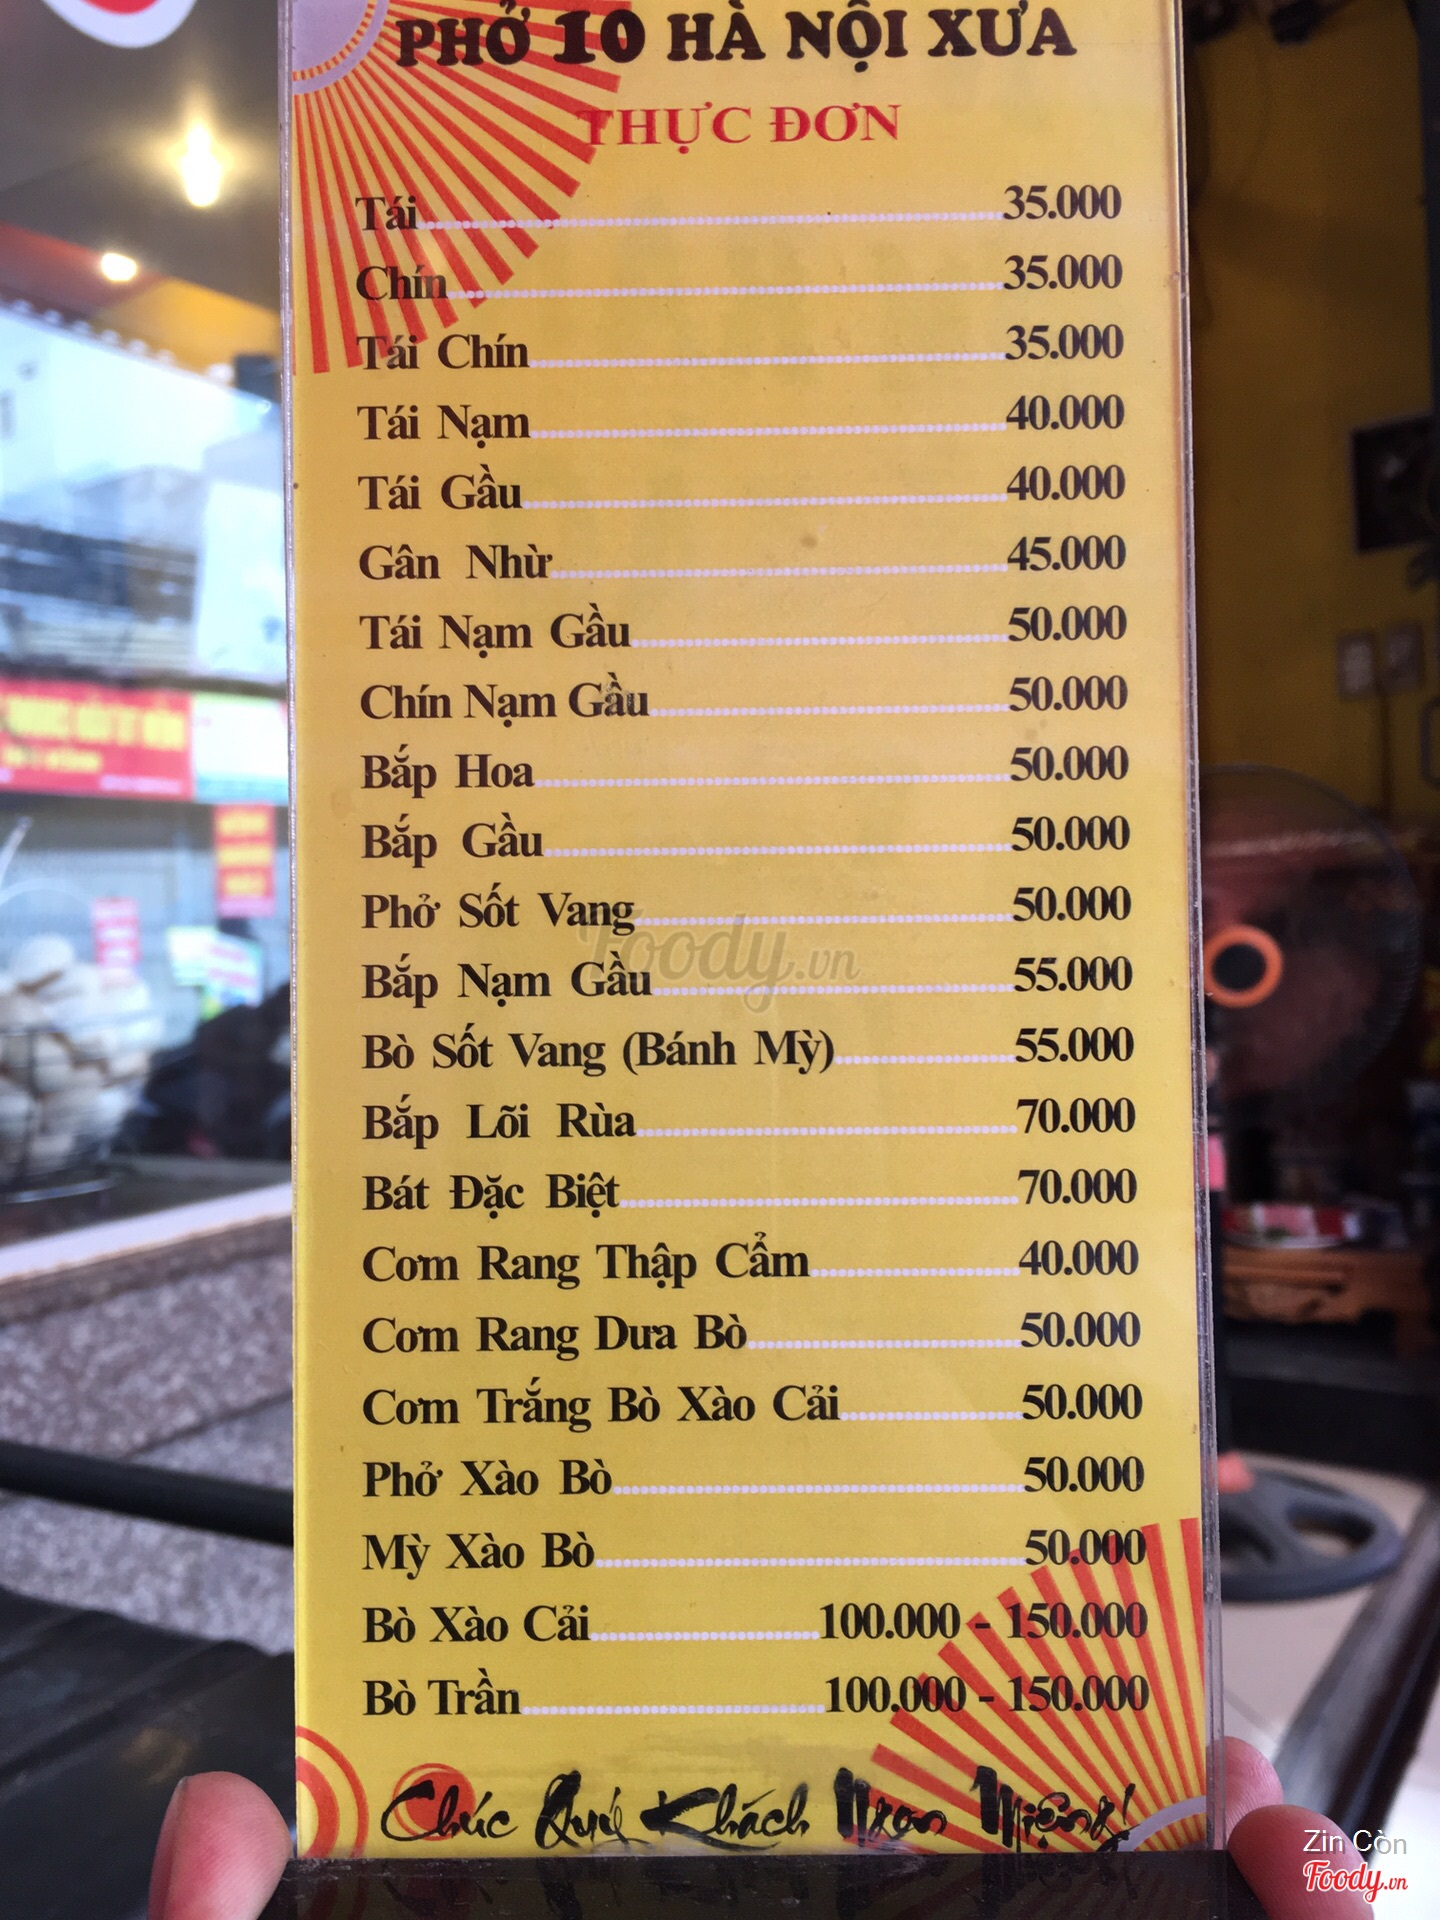 PHỞ 10 HÀ NỘI XƯA
THỰC ĐƠN
Tái 35.000
Chín 35.000
Tái Chín 35.000
Tái Nạm 40.000
Tái Gầu 40.000
Gân Nhừ 45.000
Tái Nạm Gầu 50.000
Chín Nạm Gầu 50.000
Bắp Hoa 50.000
Bắp Gầu 50.000
Phở Sốt Vang 50.000
Bắp Nạm Gầu 55.000
Bò Sốt Vang (Bánh Mỳ) 55.000
Bắp Lõi Rùa 70.000
Bát Đặc Biệt 70.000
Cơm Rang Thập Cẩm 40.000
Cơm Rang Dưa Bò 50.000
Cơm Trắng Bò Xào Cải 50.000
Phở Xào Bò 50.000
Mỳ Xào Bò 50.000
Bò Xào Cải 100.000 - 150.000
Bò Trần 100.000 - 150.000
Chúc Quý Khách Ngon Miệng!
Foody.vn
Zin Còn
Foody.vn